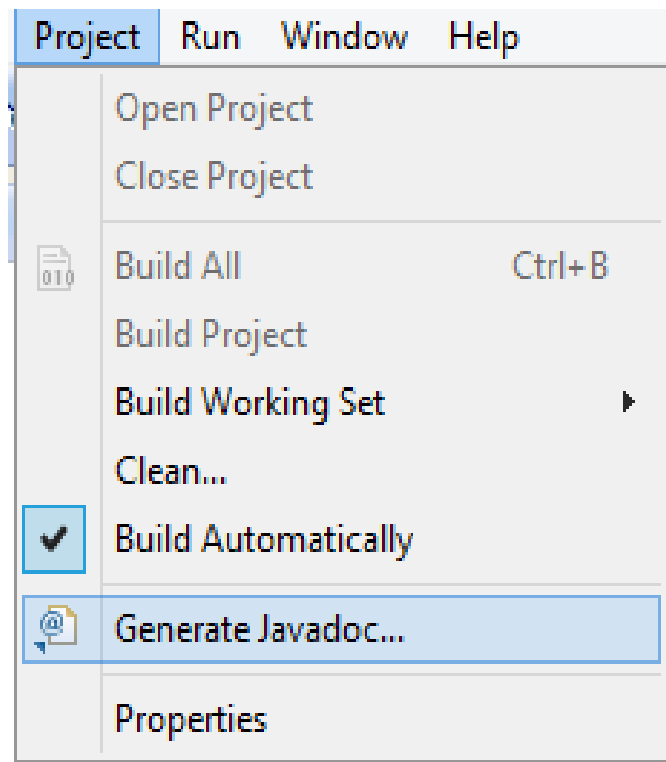 Project Run Window Help
Open Project
Close Project
010 Build All Ctrl+B
Build Project
Build Working Set
Clean...
Build Automatically
@ Generate Javadoc...
Properties